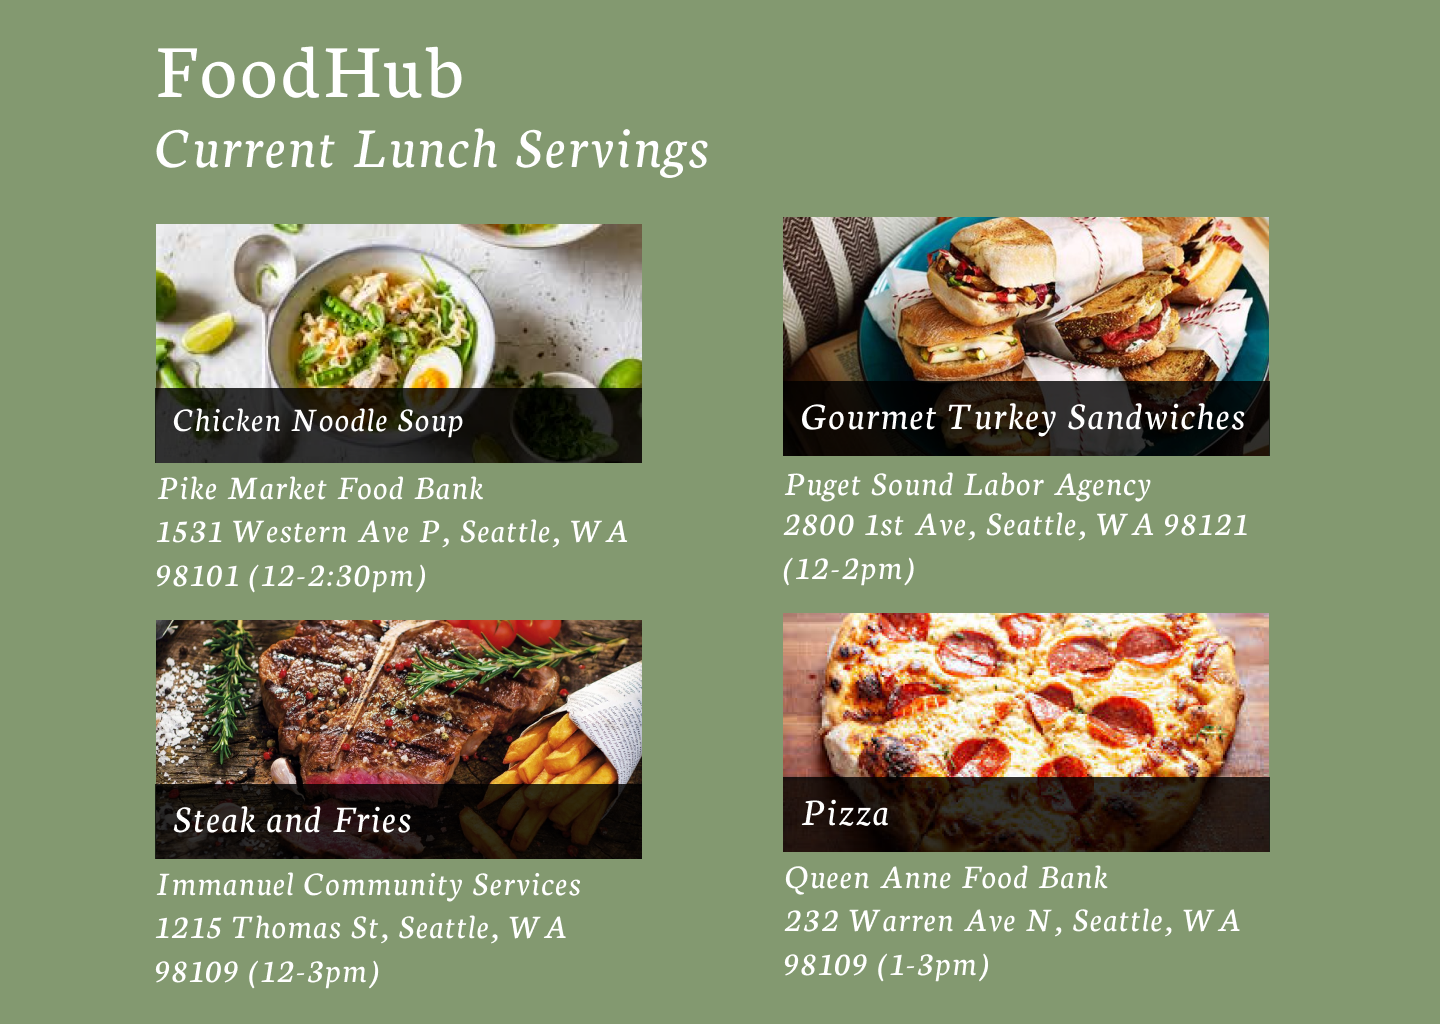 FoodHub
Current Lunch Servings
Chicken Noodle Soup
Pike Market Food Bank
1531 Western Ave P, Seattle, WA
98101 (12-2:30pm)
Gourmet Turkey Sandwiches
Puget Sound Labor Agency
2800 1st Ave, Seattle, WA 98121
(12-2pm)
Steak and Fries
Immanuel Community Services
1215 Thomas St, Seattle, WA
98109 (12-3pm)
Pizza
Queen Anne Food Bank
232 Warren Ave N, Seattle, WA
98109 (1-3pm)